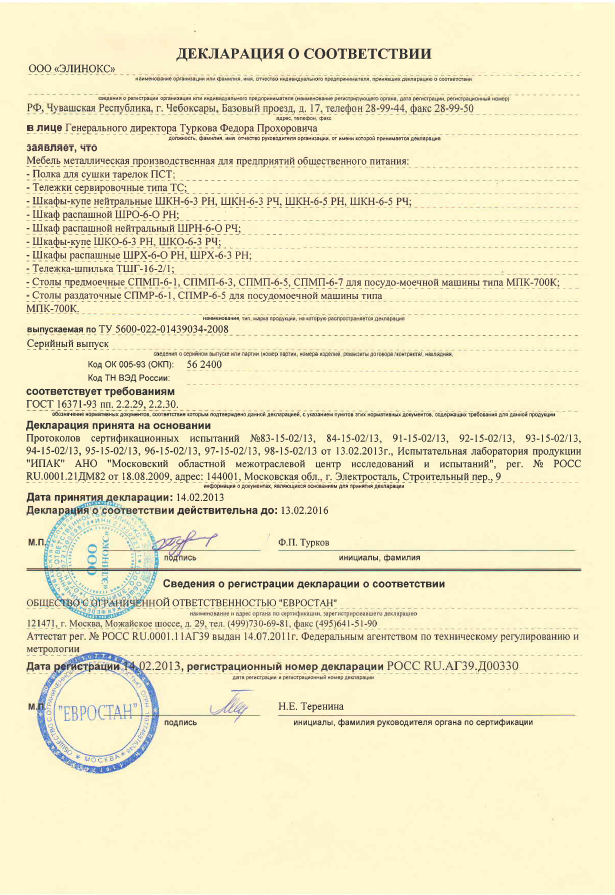 ДЕКЛАРАЦИЯ О СООТВЕТСТВИИ
ООО «ЭЛИНОКС»
наименование организации или фамилия, имя, отчество индивидуального предпринимателя, принявших декларацию о соответствии
сведения о регистрации организации или индивидуального предпринимателя (наименование регистрирующего органа, дата регистрации, регистрационный номер)
РФ, Чувашская Республика, г. Чебоксары, Базовый проезд, д. 17, телефон 28-99-44, факс 28-99-50
адрес, телефон, факс
в лице Генерального директора Туркова Федора Прохоровича
должность, фамилия, имя отчество руководителя организации, от имени которой принимается декларация
заявляет, что
Мебель металлическая производственная для предприятий общественного питания:
- Полка для сушки тарелок ПСТ;
- Тележки сервировочные типа ТС;
- Шкафы-купе нейтральные ШКН-6-3 РН, ШКН-6-3 РЧ, ШКН-6-5 РН, ШКН-6-5 РЧ;
- Шкаф распашной ШРО-6-О РН;
- Шкаф распашной нейтральный ШРН-6-О РЧ;
- Шкафы-купе ШКО-6-3 РН, ШКО-6-3 РЧ;
- Шкафы распашные ШРХ-6-О РН, ШРХ-6-3 РН;
- Тележка-шпилька ТШГ-16-2/1;
- Столы предмоечные СПМП-6-1, СПМП-6-3, СПМП-6-5, СПМП-6-7 для посудо-моечной машины типа МПК-700К;
- Столы раздаточные СПМР-6-1, СПМР-6-5 для посудомоечной машины типа
МПК-700К.
наименование, тип, марка продукции, на которую распространяется декларация
выпускаемая по ТУ 5600-022-01439034-2008
Серийный выпуск
сведения о серийном выпуске или партии (номер партии, номера изделий, реквизиты договора /контракта/, накладная,
Код ОК 005-93 (ОКП): 56 2400
Код ТН ВЭД России:
соответствует требованиям
ГОСТ 16371-93 пп. 2.2.29, 2.2.30.
обозначение нормативных документов, соответствие которым подтверждено данной декларацией, с указанием пунктов этих нормативных документов, содержащих требования для данной продукции
Декларация принята на основании
Протоколов сертификационных испытаний №83-15-02/13, 84-15-02/13, 91-15-02/13, 92-15-02/13, 93-15-02/13,
94-15-02/13, 95-15-02/13, 96-15-02/13, 97-15-02/13, 98-15-02/13 от 13.02.2013г., Испытательная лаборатория продукции
"ИПАК" АНО "Московский областной межотраслевой центр исследований и испытаний", рег. № РОСС
RU.0001.21ДМ82 от 18.08.2009, адрес: 144001, Московская обл., г. Электросталь, Строительный пер., 9
информация о документах, являющихся основанием для принятия декларации
Дата принятия декларации: 14.02.2013
Декларация о соответствии действительна до: 13.02.2016
М.П.
ООО
"ЭЛИНОКС"
Ф.П. Турков
подпись
инициалы, фамилия
Сведения о регистрации декларации о соответствии
ОБЩЕСТВО С ОГРАНИЧЕННОЙ ОТВЕТСТВЕННОСТЬЮ "ЕВРОСТАН"
наименование и адрес органа по сертификации, зарегистрировавшего декларацию
121471, г. Москва, Можайское шоссе, д. 29, тел. (499)730-69-81, факс (495)641-51-90
Аттестат рег. № РОСС RU.0001.11АГ39 выдан 14.07.2011г. Федеральным агентством по техническому регулированию и
метрологии
Дата регистрации 14.02.2013, регистрационный номер декларации РОСС RU.АГ39.Д00330
дата регистрации и регистрационный номер декларации
М.П.
"ЕВРОСТАН"
МОСКВА
Н.Е. Теренина
подпись
инициалы, фамилия руководителя органа по сертификации